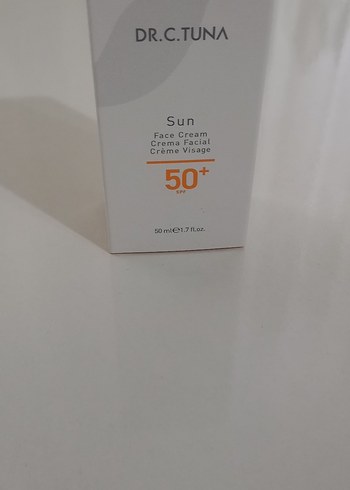 DR.C.TUNA
Sun
Face Cream
Crema Facial
Crème Visage
50+
SPF
50 ml ℮ 1.7 fl.oz.